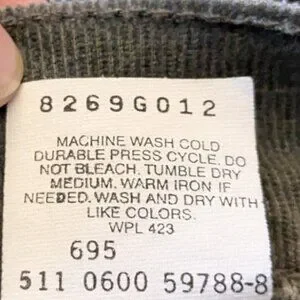 8269G012
MACHINE WASH COLD
DURABLE PRESS CYCLE. DO
NOT BLEACH. TUMBLE DRY
MEDIUM. WARM IRON IF
NEEDED. WASH AND DRY WITH
LIKE COLORS.
WPL 423
695
511 0600 59788-8